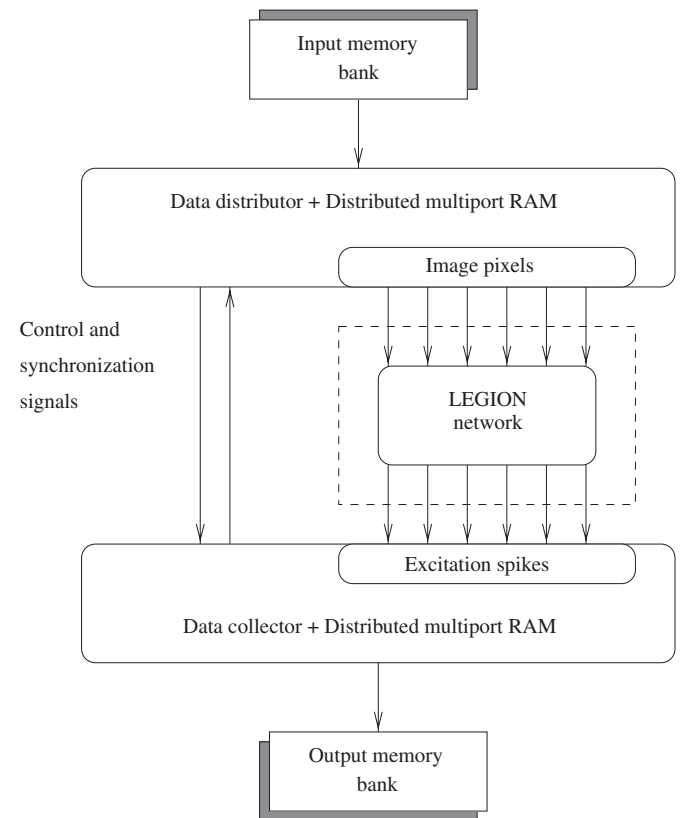 Input memory
bank
Data distributor + Distributed multiport RAM
Image pixels
Control and
synchronization
signals
LEGION
network
Excitation spikes
Data collector + Distributed multiport RAM
Output memory
bank